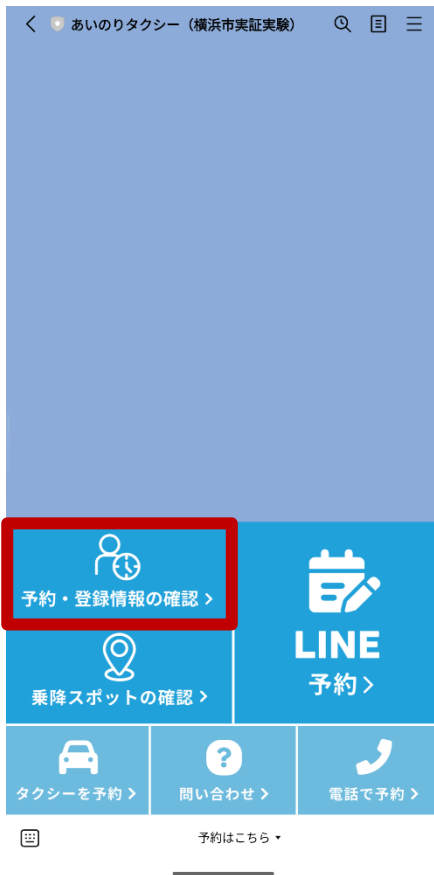 あいのりタクシー（横浜市実証実験）
予約・登録情報の確認
LINE
予約
乗降スポットの確認
タクシーを予約
問い合わせ
電話で予約
予約はこちら